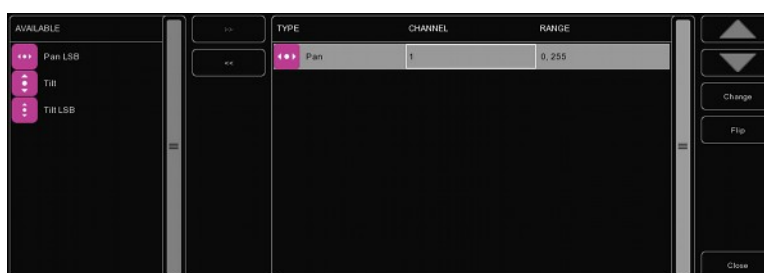 AVAILABLE
Pan LSB
Tilt
Tilt LSB
>>
<<
TYPE CHANNEL RANGE
Pan 1 0, 255
Change
Flip
Close